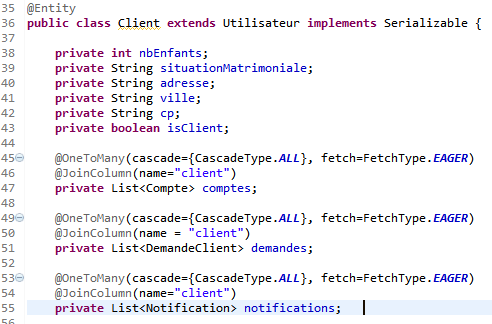 35 @Entity
36 public class Client extends Utilisateur implements Serializable {
37
38 private int nbEnfants;
39 private String situationMatrimoniale;
40 private String adresse;
41 private String ville;
42 private String cp;
43 private boolean isClient;
44
45 @OneToMany(cascade={CascadeType.ALL}, fetch=FetchType.EAGER)
46 @JoinColumn(name="client")
47 private List<Compte> comptes;
48
49 @OneToMany(cascade={CascadeType.ALL}, fetch=FetchType.EAGER)
50 @JoinColumn(name = "client")
51 private List<DemandeClient> demandes;
52
53 @OneToMany(cascade={CascadeType.ALL}, fetch=FetchType.EAGER)
54 @JoinColumn(name="client")
55 private List<Notification> notifications;